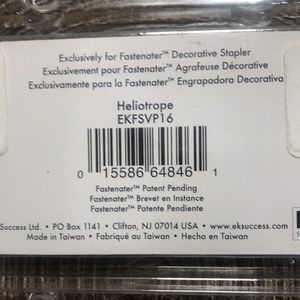 Exclusively for Fastenater™ Decorative Stapler
Exclusivement pour Fastenater™ Agrafeuse Décorative
Exclusivamente para la Fastenater™ Engrapadora Decorativa
Heliotrope
EKFSVP16
0 15586 64846 1
Fastenater™ Patent Pending
Fastenater™ Brevet en Instance
Fastenater™ Patente Pendiente
Success Ltd. • PO Box 1141 • Clifton, NJ 07014 USA • www.eksuccess.com
Made in Taiwan • Fabriqué au Taiwan • Hecho en Taiwan